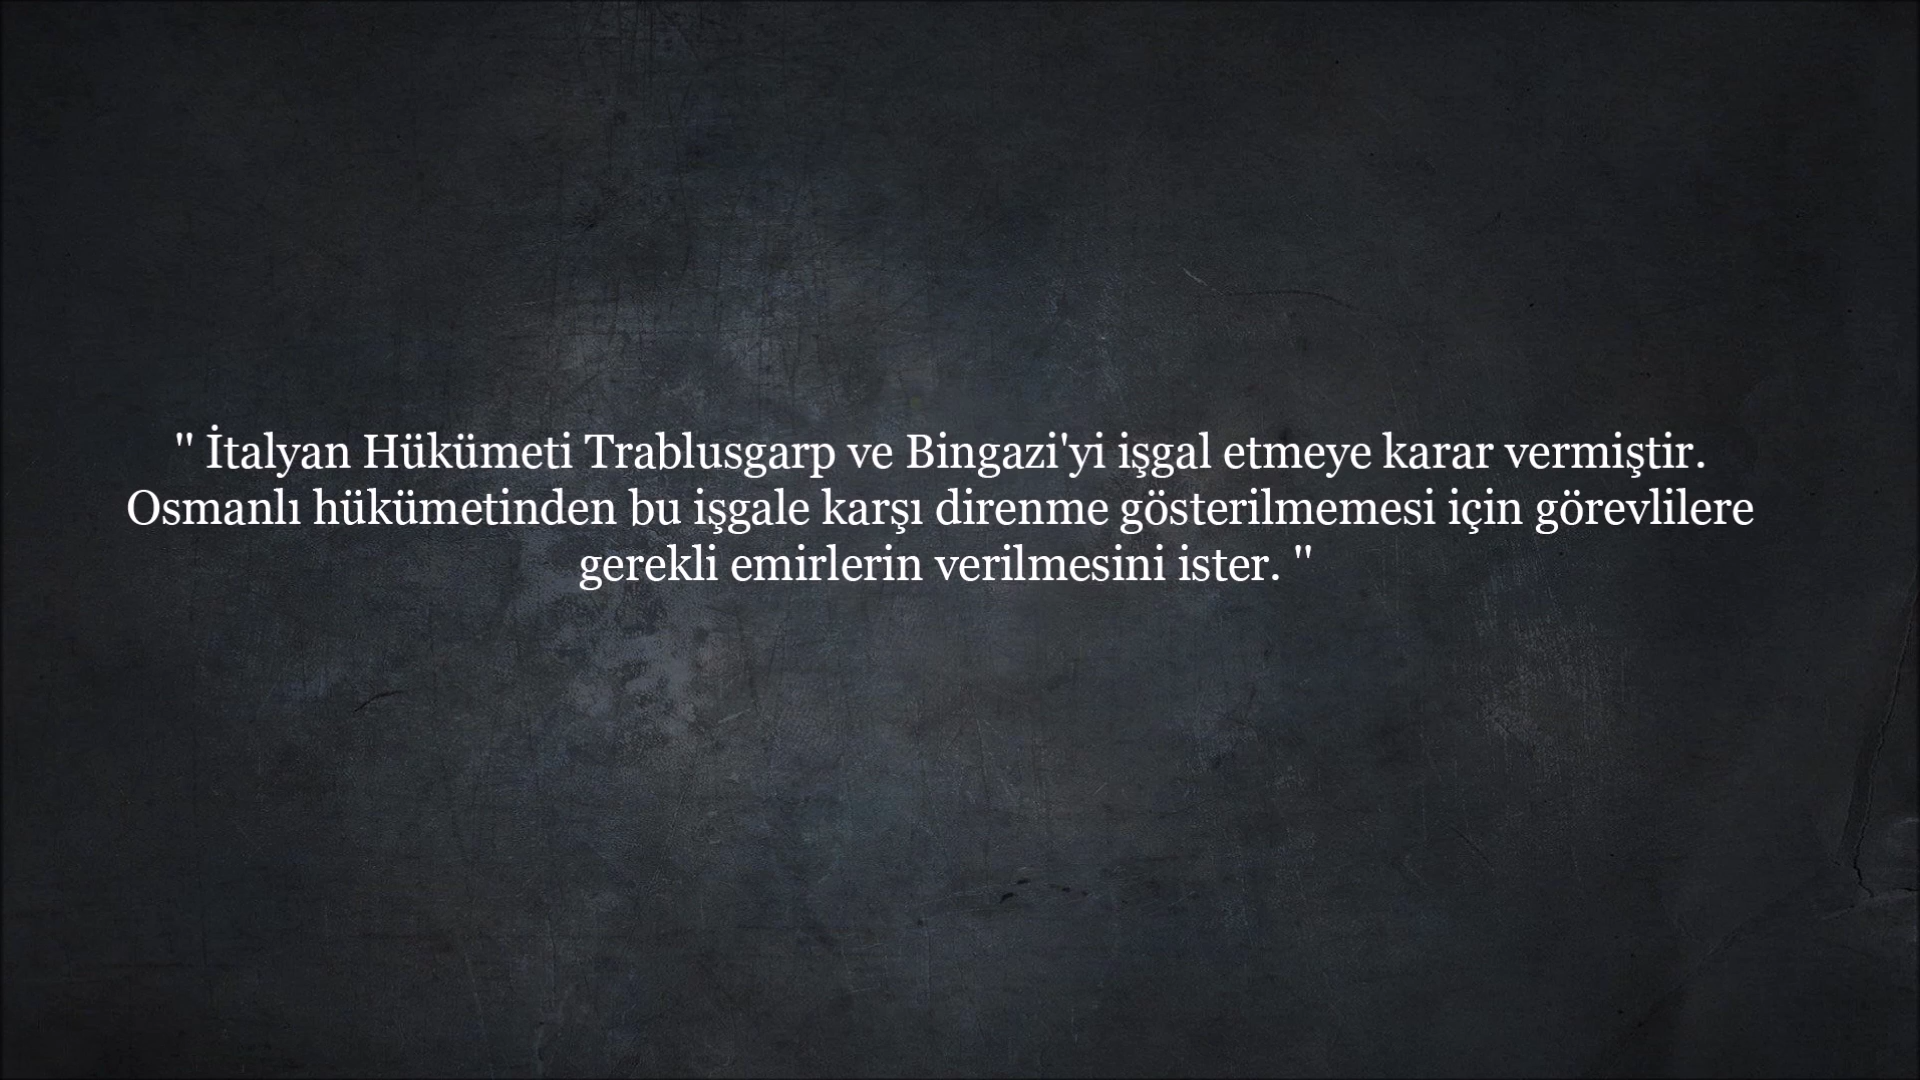 " İtalyan Hükümeti Trablusgarp ve Bingazi'yi işgal etmeye karar vermiştir.
Osmanlı hükümetinden bu işgale karşı direnme gösterilmemesi için görevlilere
gerekli emirlerin verilmesini ister. "